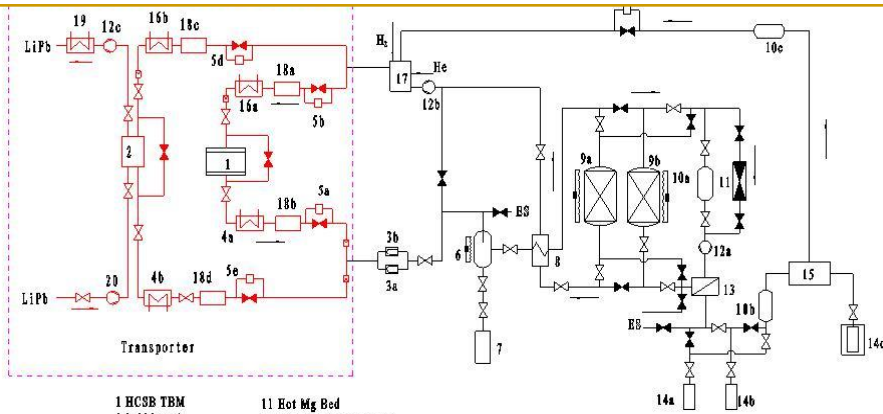 19 12c 16b 18c
LiPb
5d
H₂
10c
18a
16a
5b
17
He
12b
2
1
9a 9b
10a 11
5a
18b
4a
ES
3b
6
8
3a
12a
20
5e
4b 18d
LiPb
13
15
10b
ES
7
14c
Transporter
14a 14b
1 HCSB TBM 11 Hot Mg Bed